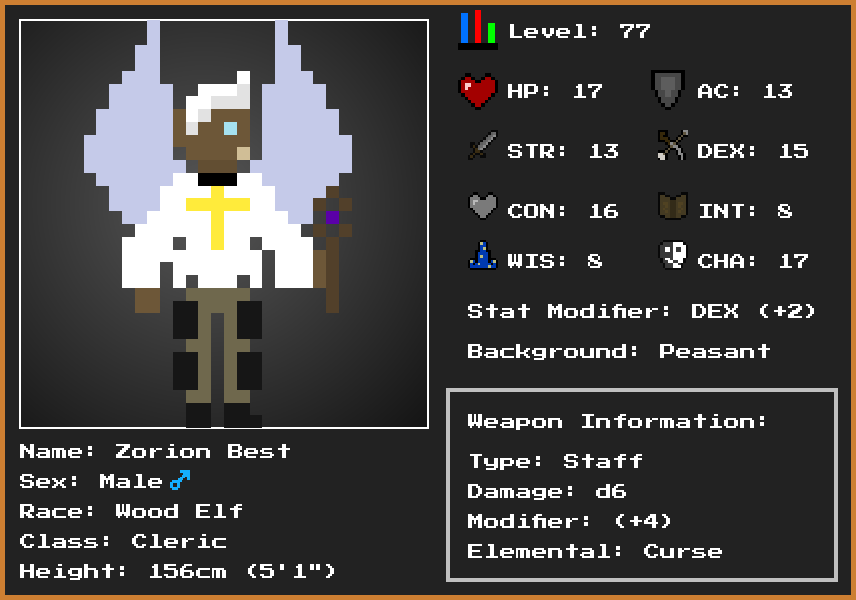 Level: 77
HP: 17
AC: 13
STR: 13
DEX: 15
CON: 16
INT: 8
WIS: 8
CHA: 17
Stat Modifier: DEX (+2)
Background: Peasant
Weapon Information:
Type: Staff
Damage: d6
Modifier: (+4)
Elemental: Curse
Name: Zorion Best
Sex: Male♂
Race: Wood Elf
Class: Cleric
Height: 156cm (5'1")